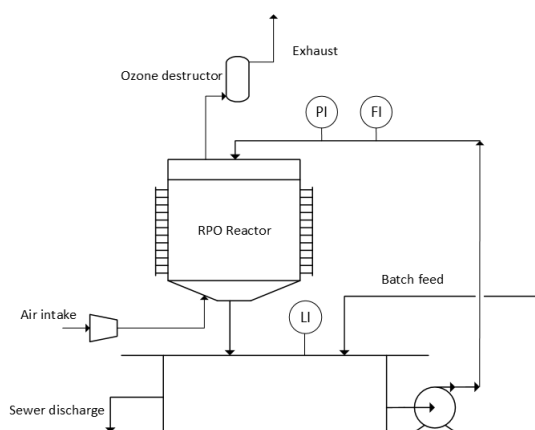 Exhaust
Ozone destructor
PI
FI
RPO Reactor
Batch feed
Air intake
LI
Sewer discharge